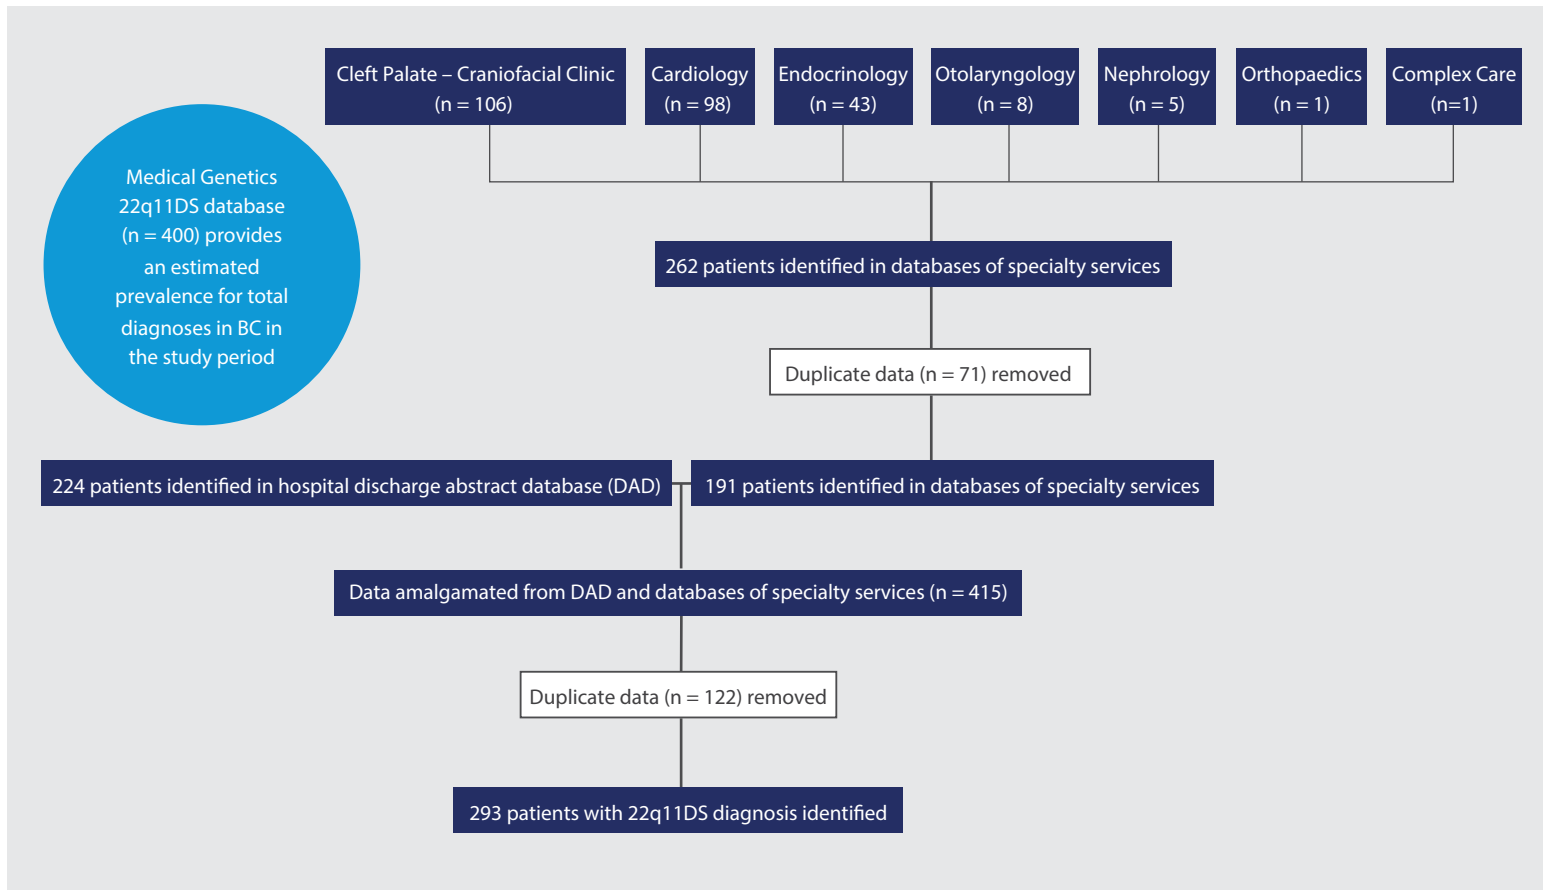 Cleft Palate – Craniofacial Clinic
(n = 106)
Cardiology
(n = 98)
Endocrinology
(n = 43)
Otolaryngology
(n = 8)
Nephrology
(n = 5)
Orthopaedics
(n = 1)
Complex Care
(n=1)
Medical Genetics
22q11DS database
(n = 400) provides
an estimated
prevalence for total
diagnoses in BC in
the study period
262 patients identified in databases of specialty services
Duplicate data (n = 71) removed
224 patients identified in hospital discharge abstract database (DAD)
191 patients identified in databases of specialty services
Data amalgamated from DAD and databases of specialty services (n = 415)
Duplicate data (n = 122) removed
293 patients with 22q11DS diagnosis identified